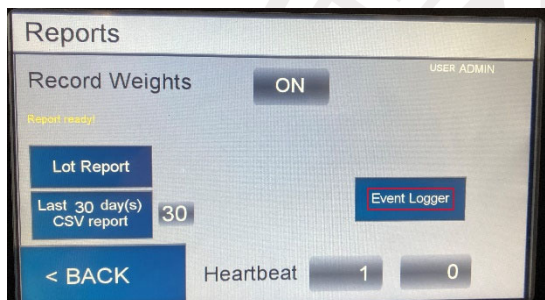 Reports
Record Weights ON
USER ADMIN
Report ready!
Lot Report
Event Logger
Last 30 day(s)
CSV report 30
< BACK
Heartbeat 1 0